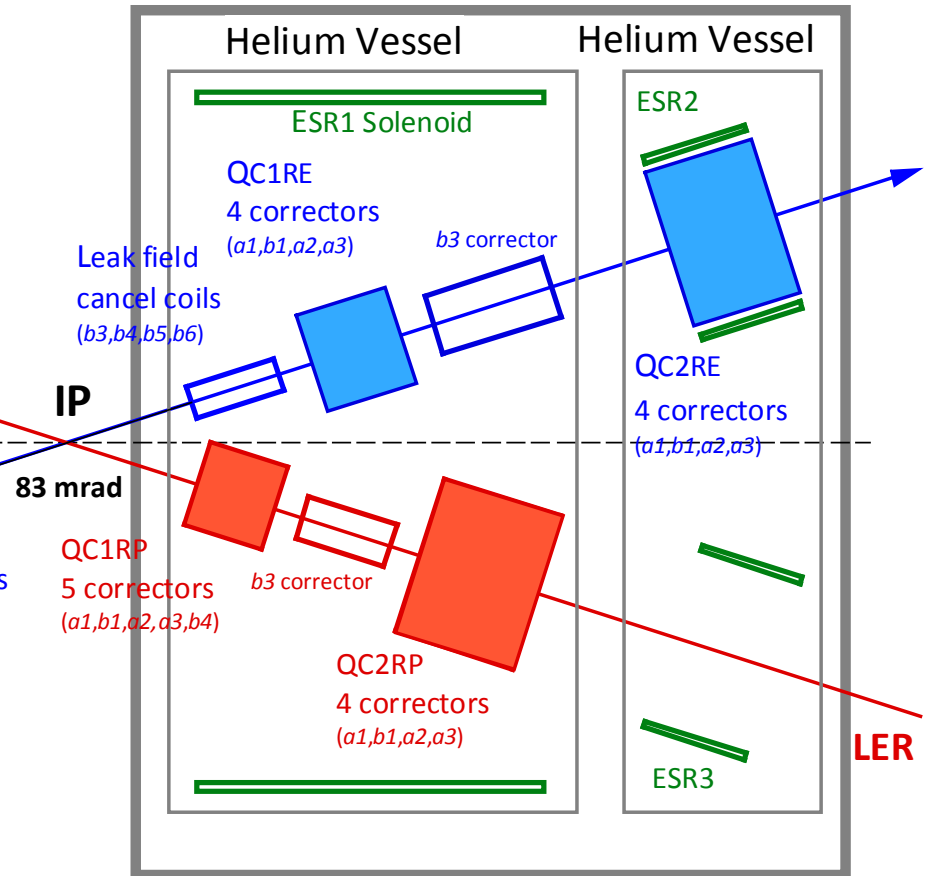 Helium Vessel
Helium Vessel
ESR1 Solenoid
ESR2
QC1RE
4 correctors
(a1,b1,a2,a3)
b3 corrector
Leak field
cancel coils
(b3,b4,b5,b6)
QC2RE
4 correctors
(a1,b1,a2,a3)
IP
83 mrad
QC1RP
5 correctors
(a1,b1,a2,a3,b4)
s
b3 corrector
QC2RP
4 correctors
(a1,b1,a2,a3)
LER
ESR3